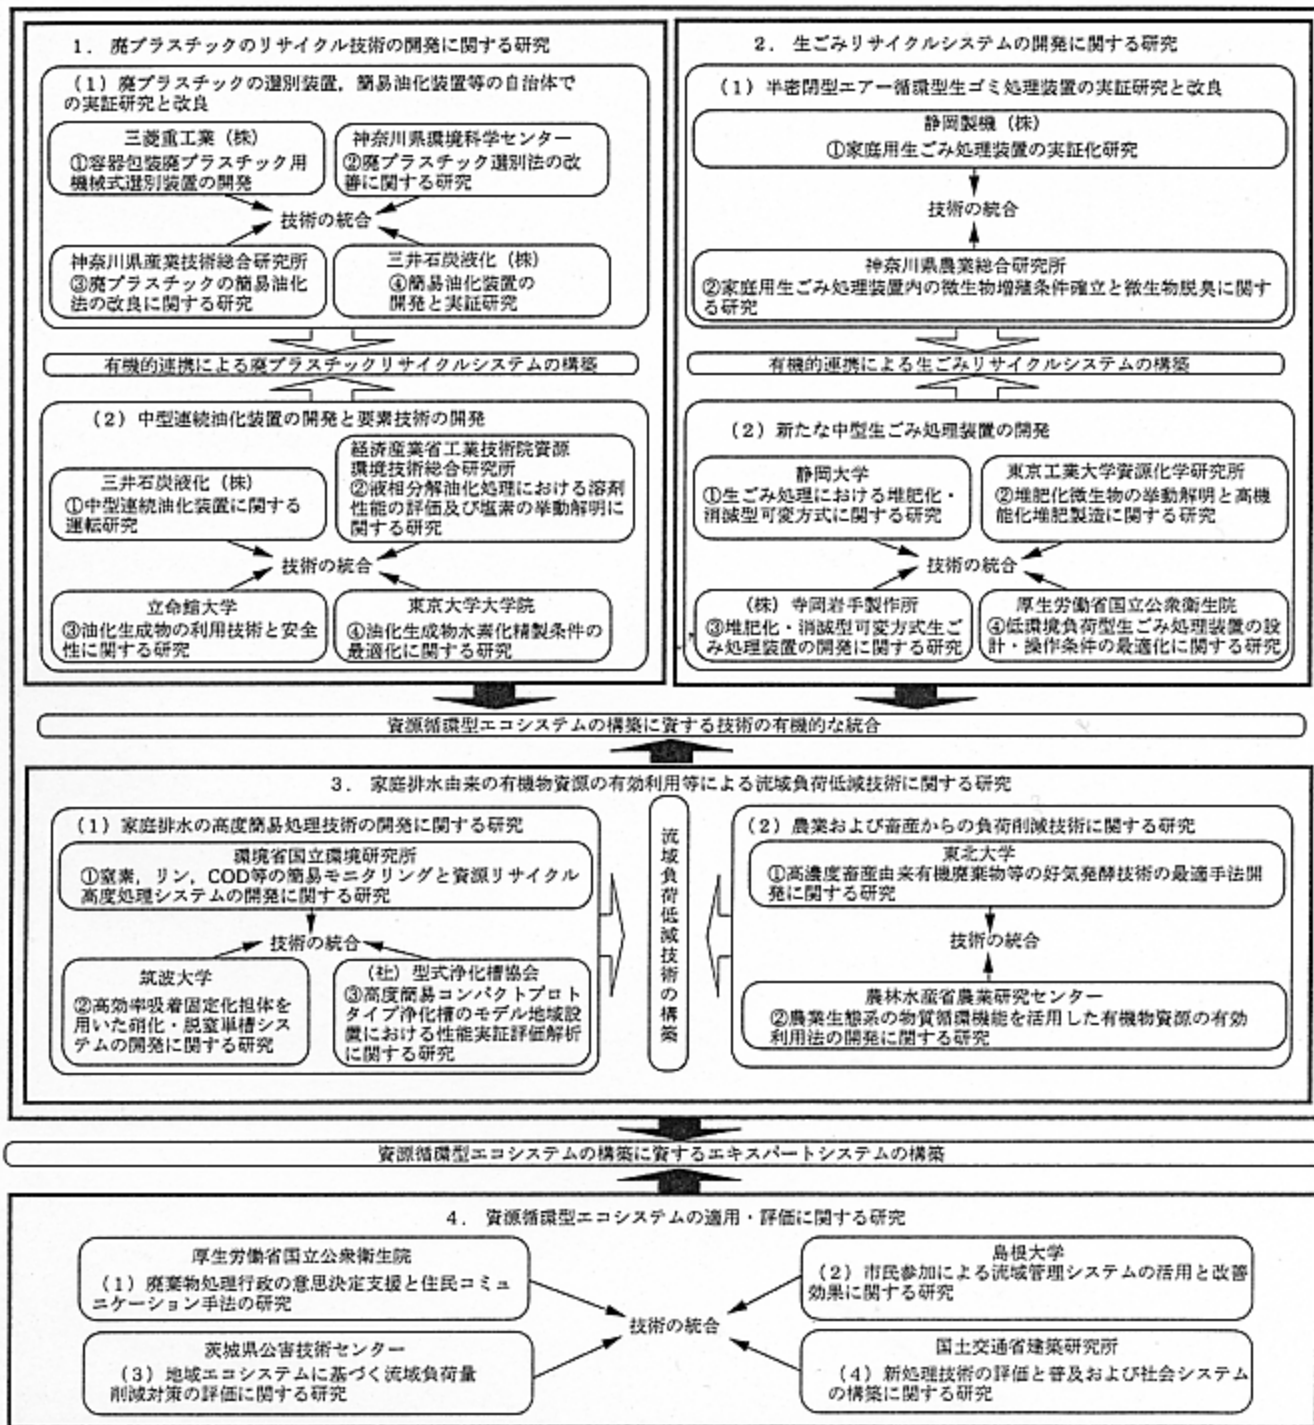 1. 廃プラスチックのリサイクル技術の開発に関する研究
(1)廃プラスチックの選別装置,簡易油化装置等の自治体で
の実証研究と改良
三菱重工業(株)
①容器包装廃プラスチック用
機械式選別装置の開発
神奈川県環境科学センター
②廃プラスチック選別法の改
善に関する研究
技術の統合
神奈川県産業技術総合研究所
③廃プラスチックの簡易油化
法の改良に関する研究
三井石炭液化(株)
④簡易油化装置の
開発と実証研究
有機的連携による廃プラスチックリサイクルシステムの構築
(2)中型連続油化装置の開発と要素技術の開発
三井石炭液化(株)
①中型連続油化装置に関する
運転研究
経済産業省工業技術院資源
環境技術総合研究所
②液相分解油化処理における溶剤
性能の評価及び塩素の挙動解明に
関する研究
技術の統合
立命館大学
③油化生成物の利用技術と安全
性に関する研究
東京大学大学院
④油化生成物水素化精製条件の
最適化に関する研究
2. 生ごみリサイクルシステムの開発に関する研究
(1)半密閉型エアー循環型生ゴミ処理装置の実証研究と改良
静岡製機(株)
①家庭用生ごみ処理装置の実証化研究
技術の統合
神奈川県農業総合研究所
②家庭用生ごみ処理装置内の微生物増殖条件確立と微生物脱臭に関す
る研究
有機的連携による生ごみリサイクルシステムの構築
(2)新たな中型生ごみ処理装置の開発
静岡大学
①生ごみ処理における堆肥化・
消滅型可変方式に関する研究
東京工業大学資源化学研究所
②堆肥化微生物の挙動解明と高機
能化堆肥製造に関する研究
技術の統合
(株)寺岡岩手製作所
③堆肥化・消滅型可変方式生ご
み処理装置の開発に関する研究
厚生労働省国立公衆衛生院
④低環境負荷型生ごみ処理装置の設
計・操作条件の最適化に関する研究
資源循環型エコシステムの構築に資する技術の有機的な統合
3. 家庭排水由来の有機物資源の有効利用等による流域負荷低減技術に関する研究
(1)家庭排水の高度簡易処理技術の開発に関する研究
環境省国立環境研究所
①窒素,リン,COD等の簡易モニタリングと資源リサイクル
高度処理システムの開発に関する研究
技術の統合
筑波大学
②高効率吸着固定化担体を
用いた硝化・脱窒単槽シス
テムの開発に関する研究
(社)型式浄化槽協会
③高度簡易コンパクトプロト
タイプ浄化槽のモデル地域設
置における性能実証評価解析
に関する研究
流域負荷低減技術の構築
(2)農業および畜産からの負荷削減技術に関する研究
東北大学
①高濃度畜産由来有機廃棄物等の好気発酵技術の最適手法開
発に関する研究
技術の統合
農林水産省農業研究センター
②農業生態系の物質循環機能を活用した有機物資源の有効
利用法の開発に関する研究
資源循環型エコシステムの構築に資するエキスパートシステムの構築
4. 資源循環型エコシステムの適用・評価に関する研究
厚生労働省国立公衆衛生院
(1)廃棄物処理行政の意思決定支援と住民コミュ
ニケーション手法の研究
島根大学
(2)市民参加による流域管理システムの活用と改善
効果に関する研究
技術の統合
茨城県公害技術センター
(3)地域エコシステムに基づく流域負荷量
削減対策の評価に関する研究
国土交通省建築研究所
(4)新処理技術の評価と普及および社会システム
の構築に関する研究